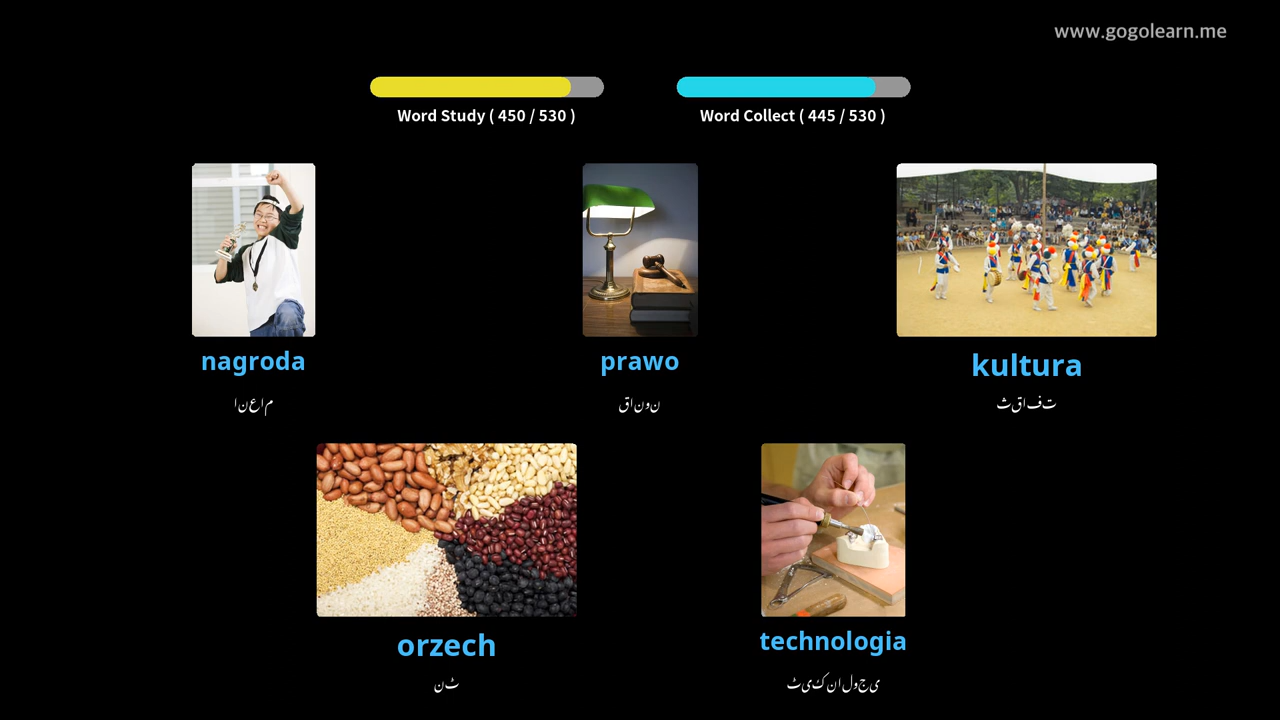 www.gogolearn.me
Word Study ( 450 / 530 )
Word Collect ( 445 / 530 )
nagroda
انعام
prawo
قانون
kultura
ثقافت
orzech
نٹ
technologia
ٹیکنالوجی